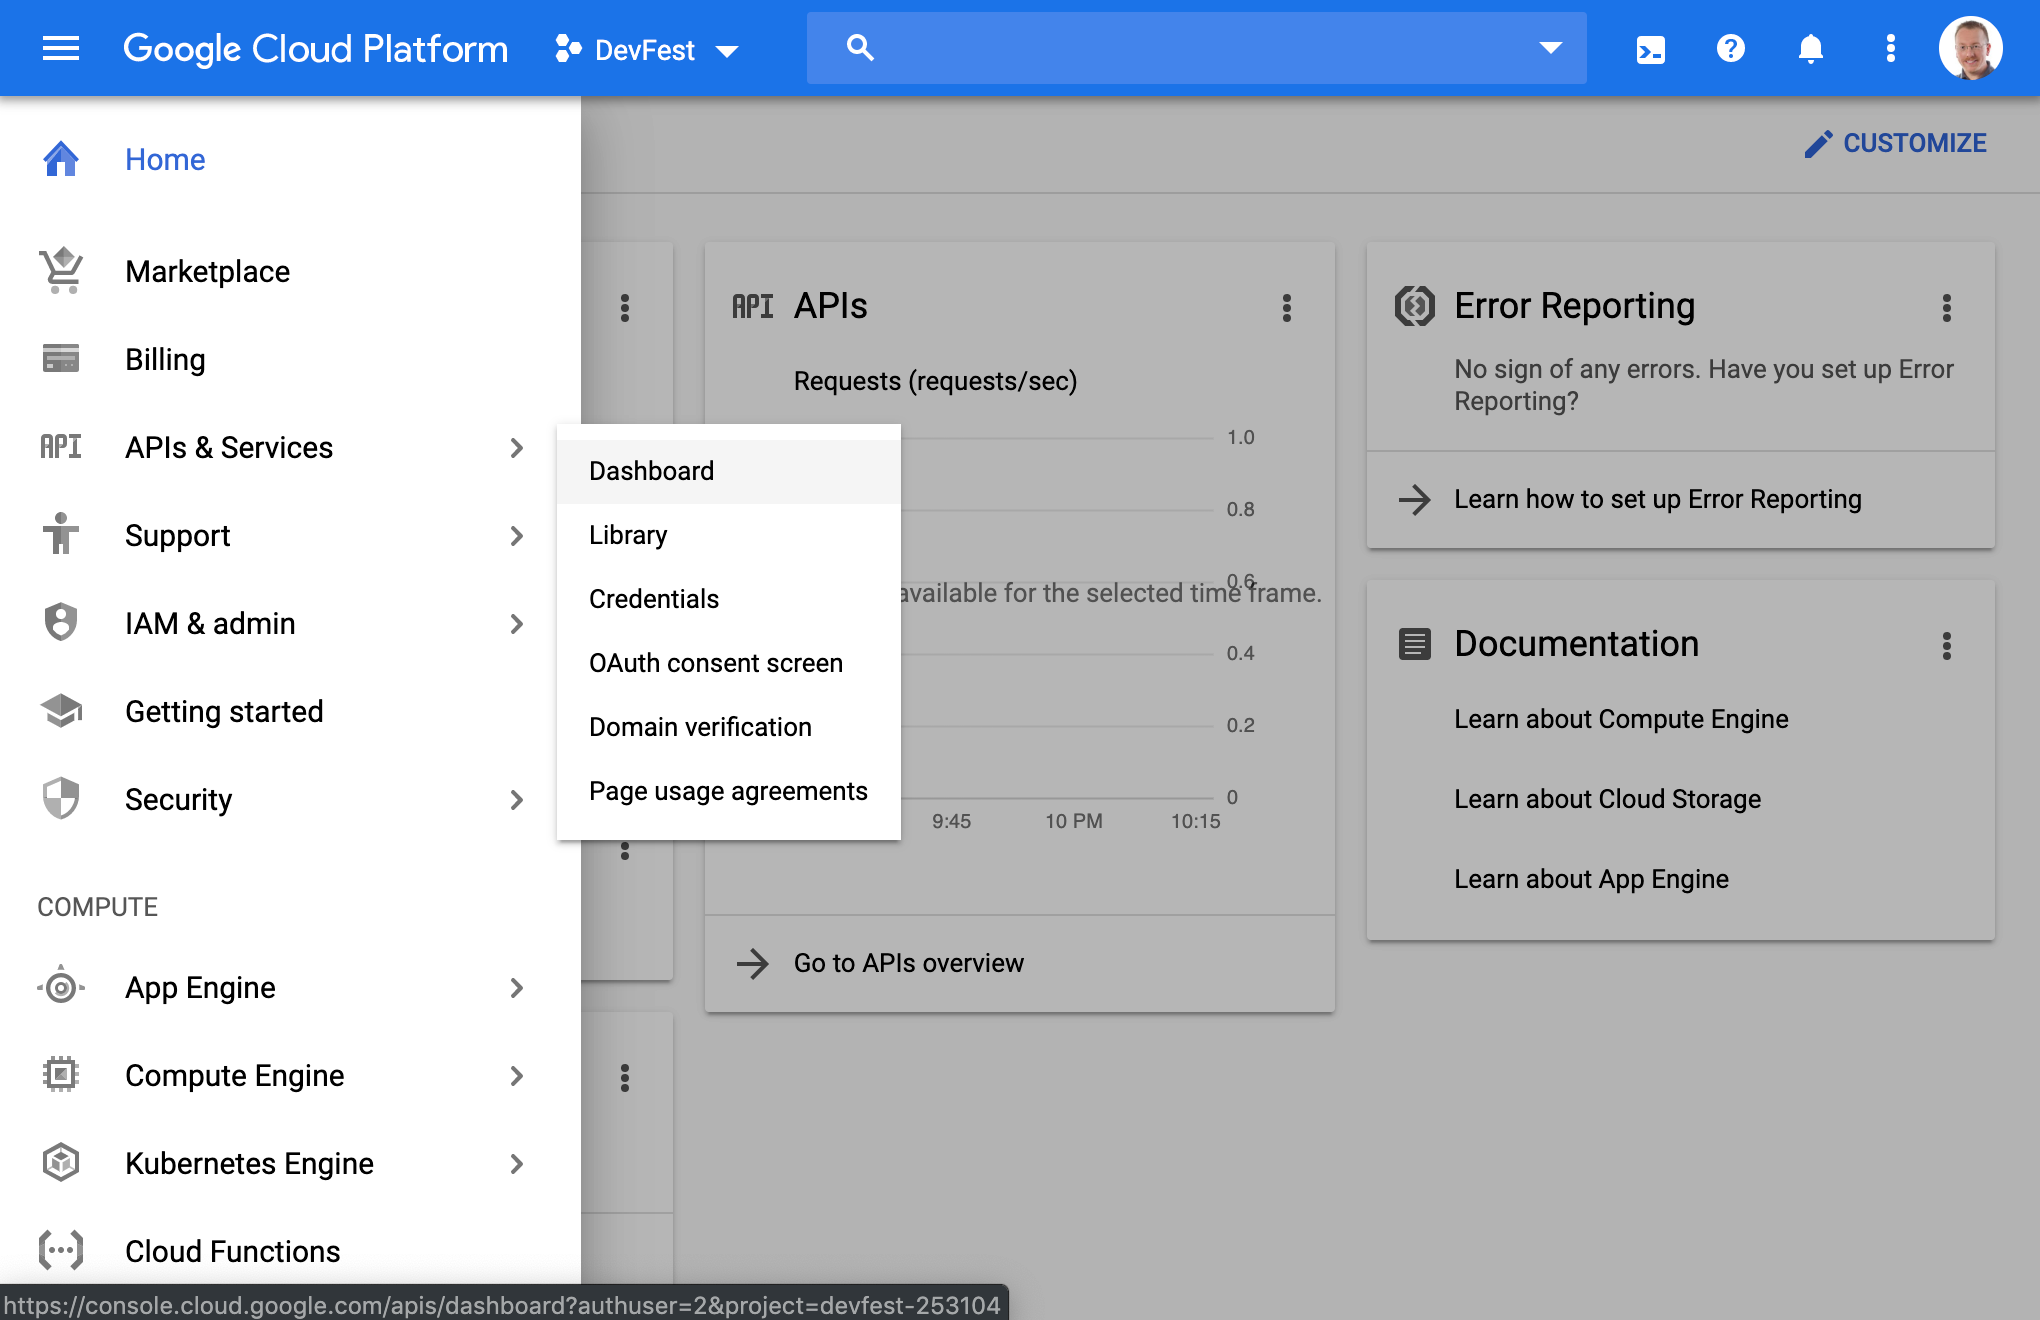 Google Cloud Platform
DevFest
Home
Marketplace
Billing
API
APIs & Services
Support
IAM & admin
Getting started
Security
COMPUTE
App Engine
Compute Engine
Kubernetes Engine
Cloud Functions
Dashboard
Library
Credentials
OAuth consent screen
Domain verification
Page usage agreements
CUSTOMIZE
API
APIs
Requests (requests/sec)
1.0
0.8
0.6
available for the selected time frame.
0.4
0.2
0
9:45
10 PM
10:15
Go to APIs overview
Error Reporting
No sign of any errors. Have you set up Error
Reporting?
Learn how to set up Error Reporting
Documentation
Learn about Compute Engine
Learn about Cloud Storage
Learn about App Engine
https://console.cloud.google.com/apis/dashboard?authuser=2&project=devfest-253104